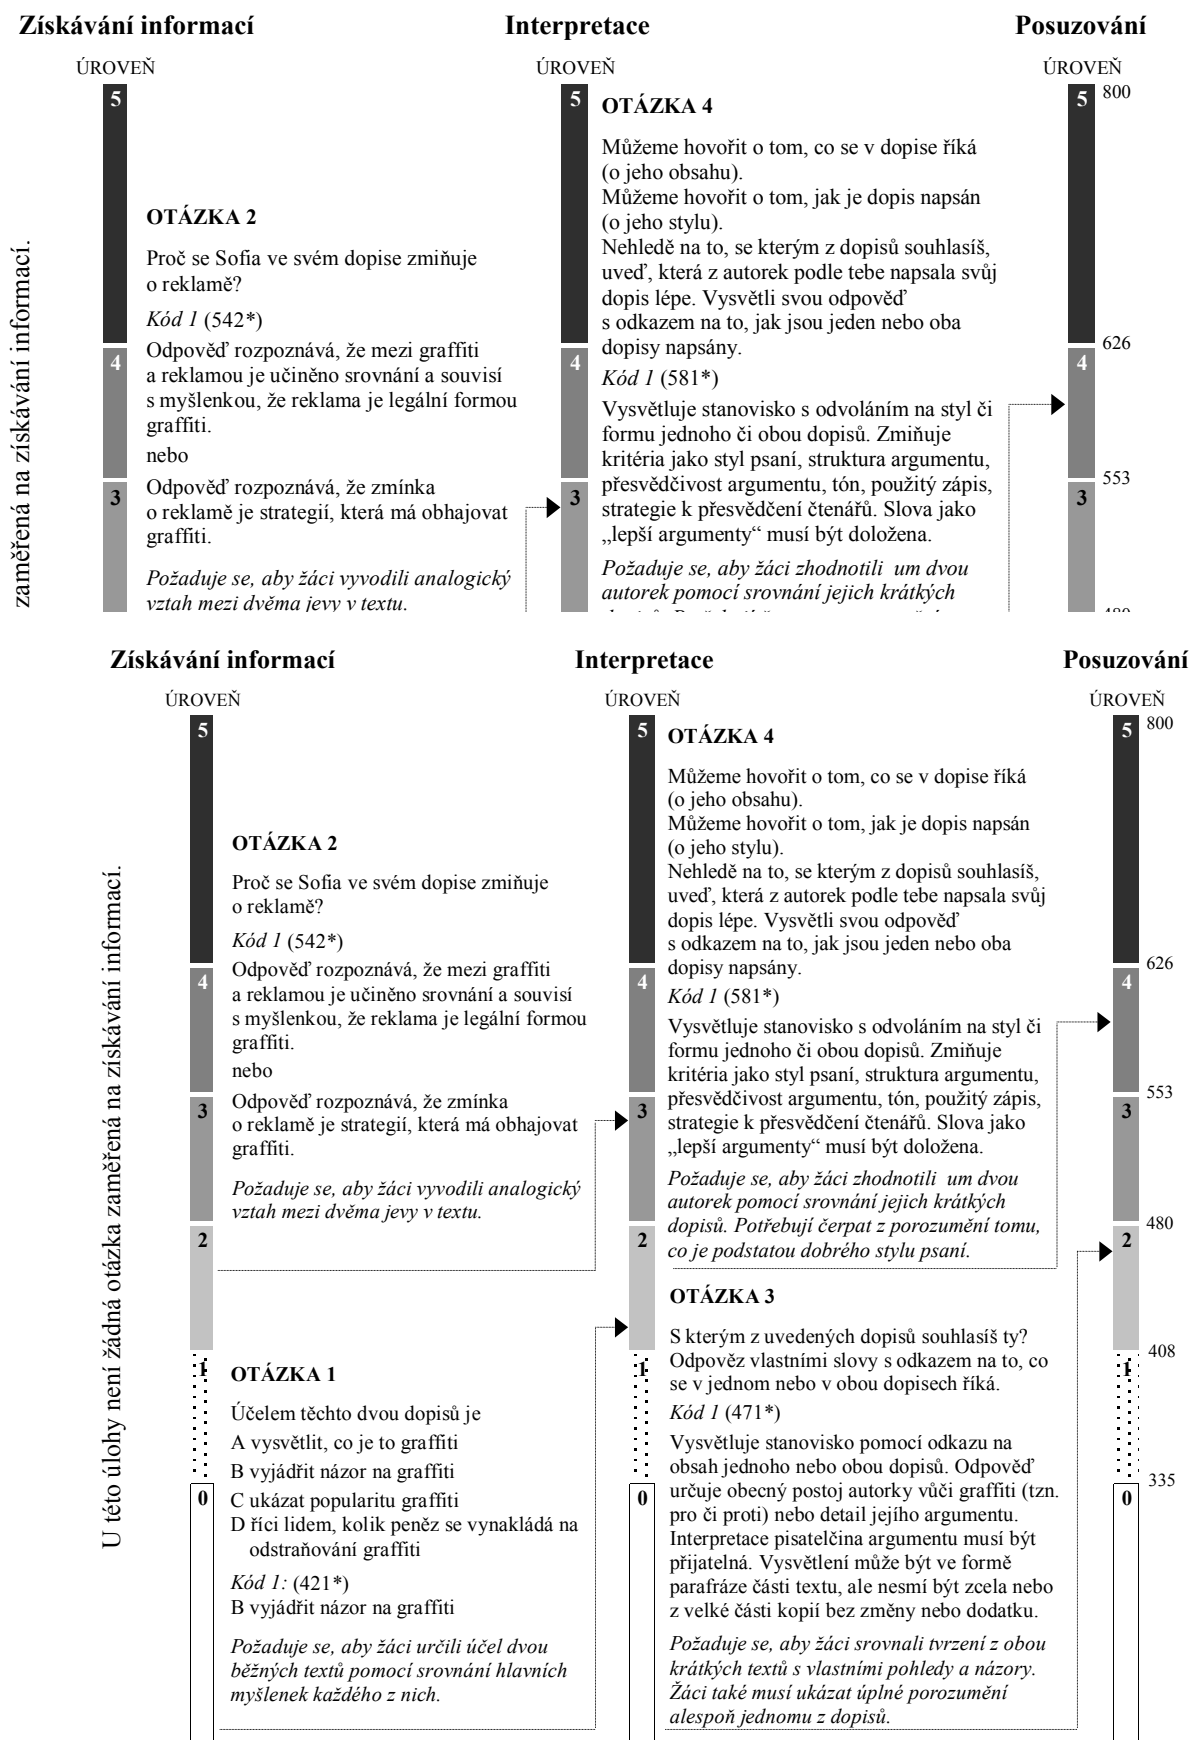 Získávání informací
Interpretace
Posuzování
ÚROVEŇ
ÚROVEŇ
ÚROVEŇ
zaměřená na získávání informací.
5
4
3
OTÁZKA 2
Proč se Sofia ve svém dopise zmiňuje
o reklamě?
Kód 1 (542*)
Odpověď rozpoznává, že mezi graffiti
a reklamou je učiněno srovnání a souvisí
s myšlenkou, že reklama je legální formou
graffiti.
nebo
Odpověď rozpoznává, že zmínka
o reklamě je strategií, která má obhajovat
graffiti.
Požaduje se, aby žáci vyvodili analogický
vztah mezi dvěma jevy v textu.
5
4
3
OTÁZKA 4
Můžeme hovořit o tom, co se v dopise říká
(o jeho obsahu).
Můžeme hovořit o tom, jak je dopis napsán
(o jeho stylu).
Nehledě na to, se kterým z dopisů souhlasíš,
uveď, která z autorek podle tebe napsala svůj
dopis lépe. Vysvětli svou odpověď
s odkazem na to, jak jsou jeden nebo oba
dopisy napsány.
Kód 1 (581*)
Vysvětluje stanovisko s odvoláním na styl či
formu jednoho či obou dopisů. Zmiňuje
kritéria jako styl psaní, struktura argumentu,
přesvědčivost argumentu, tón, použitý zápis,
strategie k přesvědčení čtenářů. Slova jako
„lepší argumenty“ musí být doložena.
Požaduje se, aby žáci zhodnotili um dvou
autorek pomocí srovnání jejich krátkých
5
4
3
800
626
553
Získávání informací
Interpretace
Posuzování
ÚROVEŇ
ÚROVEŇ
ÚROVEŇ
U této úlohy není žádná otázka zaměřená na získávání informací.
5
4
3
2
1
0
OTÁZKA 2
Proč se Sofia ve svém dopise zmiňuje
o reklamě?
Kód 1 (542*)
Odpověď rozpoznává, že mezi graffiti
a reklamou je učiněno srovnání a souvisí
s myšlenkou, že reklama je legální formou
graffiti.
nebo
Odpověď rozpoznává, že zmínka
o reklamě je strategií, která má obhajovat
graffiti.
Požaduje se, aby žáci vyvodili analogický
vztah mezi dvěma jevy v textu.
OTÁZKA 1
Účelem těchto dvou dopisů je
A vysvětlit, co je to graffiti
B vyjádřit názor na graffiti
C ukázat popularitu graffiti
D říci lidem, kolik peněz se vynakládá na
odstraňování graffiti
Kód 1: (421*)
B vyjádřit názor na graffiti
Požaduje se, aby žáci určili účel dvou
běžných textů pomocí srovnání hlavních
myšlenek každého z nich.
5
4
3
2
1
0
OTÁZKA 4
Můžeme hovořit o tom, co se v dopise říká
(o jeho obsahu).
Můžeme hovořit o tom, jak je dopis napsán
(o jeho stylu).
Nehledě na to, se kterým z dopisů souhlasíš,
uveď, která z autorek podle tebe napsala svůj
dopis lépe. Vysvětli svou odpověď
s odkazem na to, jak jsou jeden nebo oba
dopisy napsány.
Kód 1 (581*)
Vysvětluje stanovisko s odvoláním na styl či
formu jednoho či obou dopisů. Zmiňuje
kritéria jako styl psaní, struktura argumentu,
přesvědčivost argumentu, tón, použitý zápis,
strategie k přesvědčení čtenářů. Slova jako
„lepší argumenty“ musí být doložena.
Požaduje se, aby žáci zhodnotili um dvou
autorek pomocí srovnání jejich krátkých
dopisů. Potřebují čerpat z porozumění tomu,
co je podstatou dobrého stylu psaní.
OTÁZKA 3
S kterým z uvedených dopisů souhlasíš ty?
Odpověz vlastními slovy s odkazem na to, co
se v jednom nebo v obou dopisech říká.
Kód 1 (471*)
Vysvětluje stanovisko pomocí odkazu na
obsah jednoho nebo obou dopisů. Odpověď
určuje obecný postoj autorky vůči graffiti (tzn.
pro či proti) nebo detail jejího argumentu.
Interpretace pisatelčina argumentu musí být
přijatelná. Vysvětlení může být ve formě
parafráze části textu, ale nesmí být zcela nebo
z velké části kopií bez změny nebo dodatku.
Požaduje se, aby žáci srovnali tvrzení z obou
krátkých textů s vlastními pohledy a názory.
Žáci také musí ukázat úplné porozumění
alespoň jednomu z dopisů.
5
4
3
2
1
0
800
626
553
480
408
335